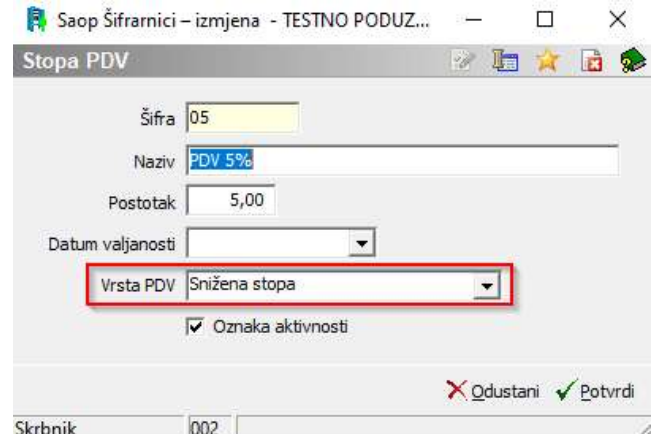 Saop Šifrarnici – izmjena - TESTNO PODUZ...
Stopa PDV
Šifra 05
Naziv PDV 5%
Postotak 5,00
Datum valjanosti
Vrsta PDV Snižena stopa
Oznaka aktivnosti
Odustani Potvrdi
Skrbnik 002